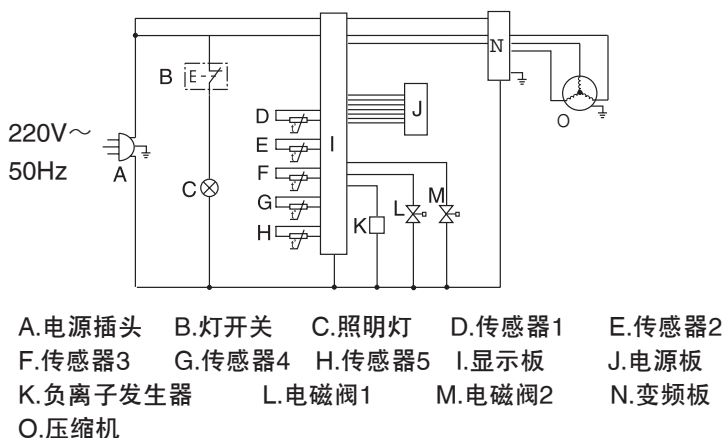 N
B
E
D
J
E
I
O
220V～
F
50Hz
A
C
G
L
M
H
K
A.电源插头 B.灯开关 C.照明灯 D.传感器1 E.传感器2
F.传感器3 G.传感器4 H.传感器5 I.显示板 J.电源板
K.负离子发生器 L.电磁阀1 M.电磁阀2 N.变频板
O.压缩机